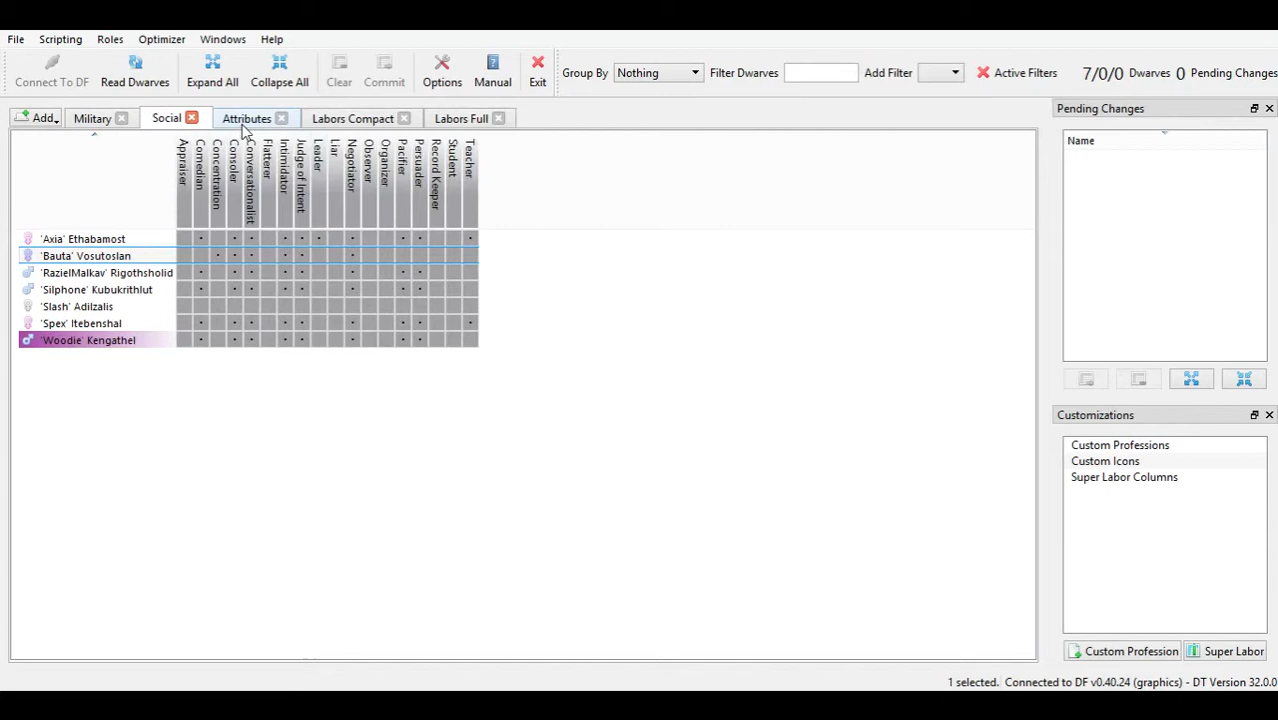 File Scripting Roles Optimizer Windows Help
Connect To DF Read Dwarves Expand All Collapse All Clear Commit Options Manual Exit Group By Nothing Filter Dwarves Add Filter Active Filters 7/0/0 Dwarves 0 Pending Changes
Add Military Social Attributes Labors Compact Labors Full
Pending Changes
Name
Appraiser
Comedian
Concentration
Consoler
Conversationalist
Flatterer
Intimidator
Judge of Intent
Leader
Liar
Negotiator
Observer
Organizer
Pacifier
Persuader
Record Keeper
Student
Teacher
'Axia' Ethabamost
'Bauta' Vosutoslan
'RazielMalkav' Rigothsholid
'Silphone' Kubukrithlut
'Slash' Adilzalis
'Spex' Itebenshal
'Woodie' Kengathel
Customizations
Custom Professions
Custom Icons
Super Labor Columns
Custom Profession Super Labor
1 selected. Connected to DF v0.40.24 (graphics) - DT Version 32.0.0